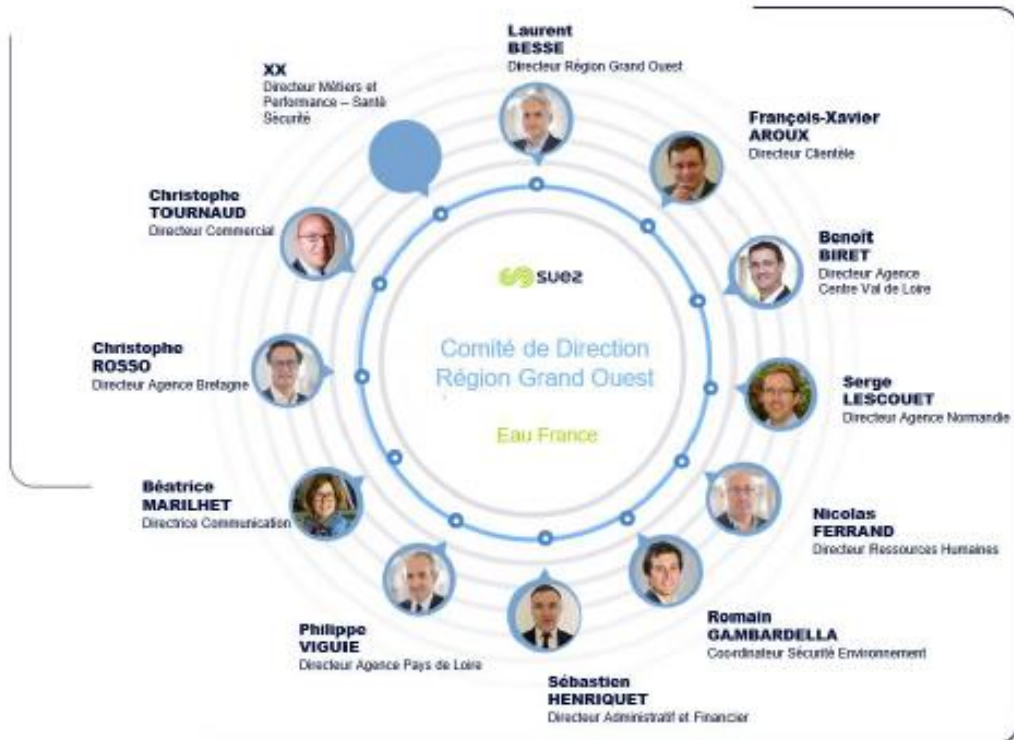 Laurent
BESSE
Directeur Région Grand Ouest
François-Xavier
AROUX
Directeur Clientèle
Benoît
BIRET
Directeur Agence
Centre Val de Loire
Serge
LESCOUET
Directeur Agence Normandie
Nicolas
FERRAND
Directeur Ressources Humaines
Romain
GAMBARDELLA
Coordinateur Sécurité Environnement
Sébastien
HENRIQUET
Directeur Administratif et Financier
Philippe
VIGUIE
Directeur Agence Pays de Loire
Béatrice
MARILHET
Directrice Communication
Christophe
ROSSO
Directeur Agence Bretagne
Christophe
TOURNAUD
Directeur Commercial
XX
Directeur Métiers et
Performance – Santé
Sécurité
suez
Comité de Direction
Région Grand Ouest
Eau France